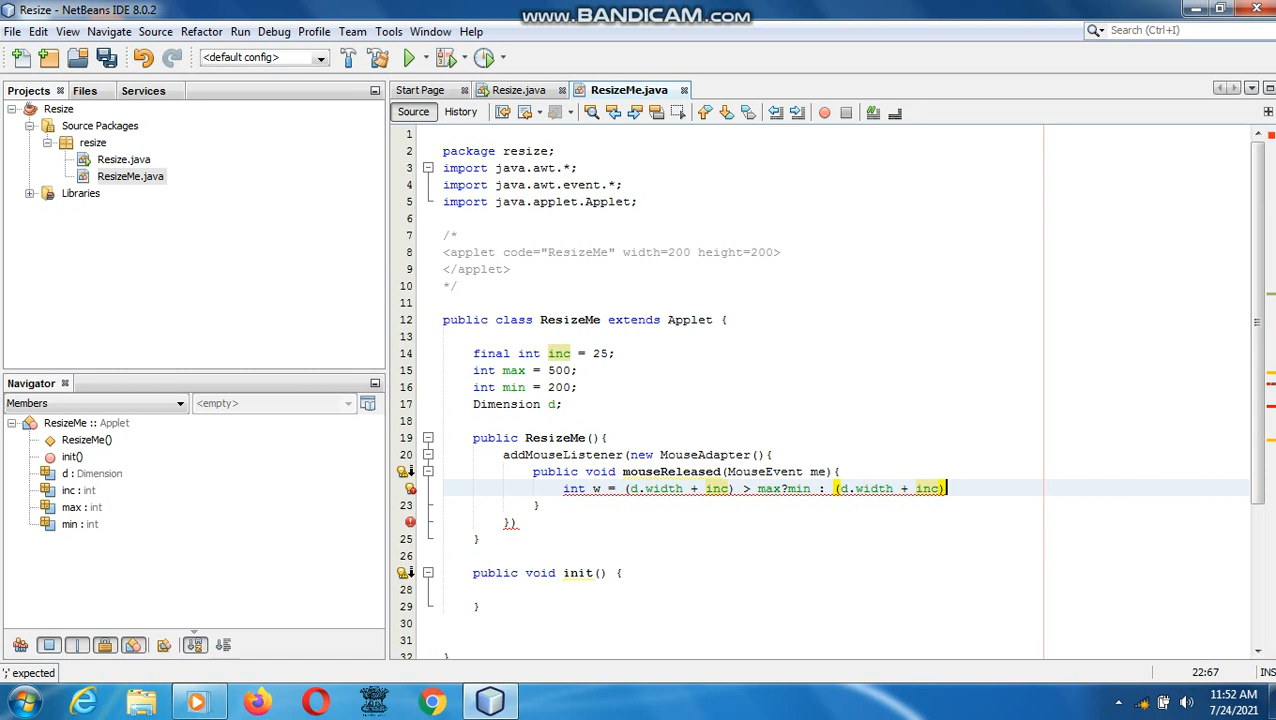 Resize - NetBeans IDE 8.0.2
www.BANDICAM.com
File Edit View Navigate Source Refactor Run Debug Profile Team Tools Window Help
Search (Ctrl+I)
<default config>
Projects Files Services
Start Page Resize.java ResizeMe.java
Source History
Resize
Source Packages
resize
Resize.java
ResizeMe.java
Libraries
Navigator
Members <empty>
ResizeMe :: Applet
ResizeMe()
init()
d : Dimension
inc : int
max : int
min : int
1
2 package resize;
3 import java.awt.*;
4 import java.awt.event.*;
5 import java.applet.Applet;
6
7 /*
8 <applet code="ResizeMe" width=200 height=200>
9 </applet>
10 */
11
12 public class ResizeMe extends Applet {
13
14 final int inc = 25;
15 int max = 500;
16 int min = 200;
17 Dimension d;
18
19 public ResizeMe(){
20 addMouseListener(new MouseAdapter(){
public void mouseReleased(MouseEvent me){
int w = (d.width + inc) > max?min : (d.width + inc)
23 }
})
25 }
26
public void init() {
28
29 }
30
31
32 }
';' expected
22:67 INS
11:52 AM
7/24/2021